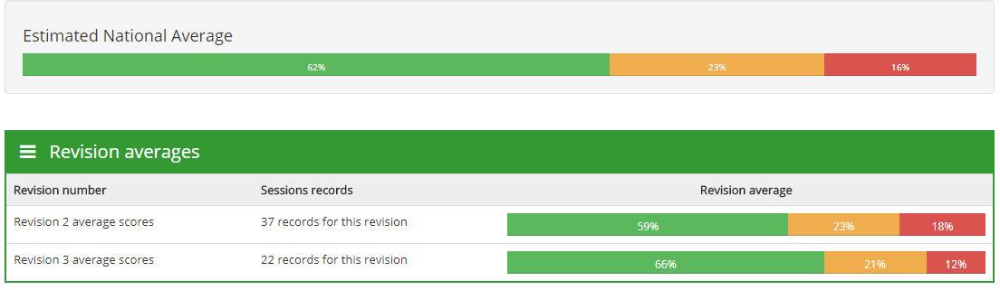 Estimated National Average
62% 23% 16%
Revision averages
Revision number Sessions records Revision average
Revision 2 average scores 37 records for this revision 59% 23% 18%
Revision 3 average scores 22 records for this revision 66% 21% 12%